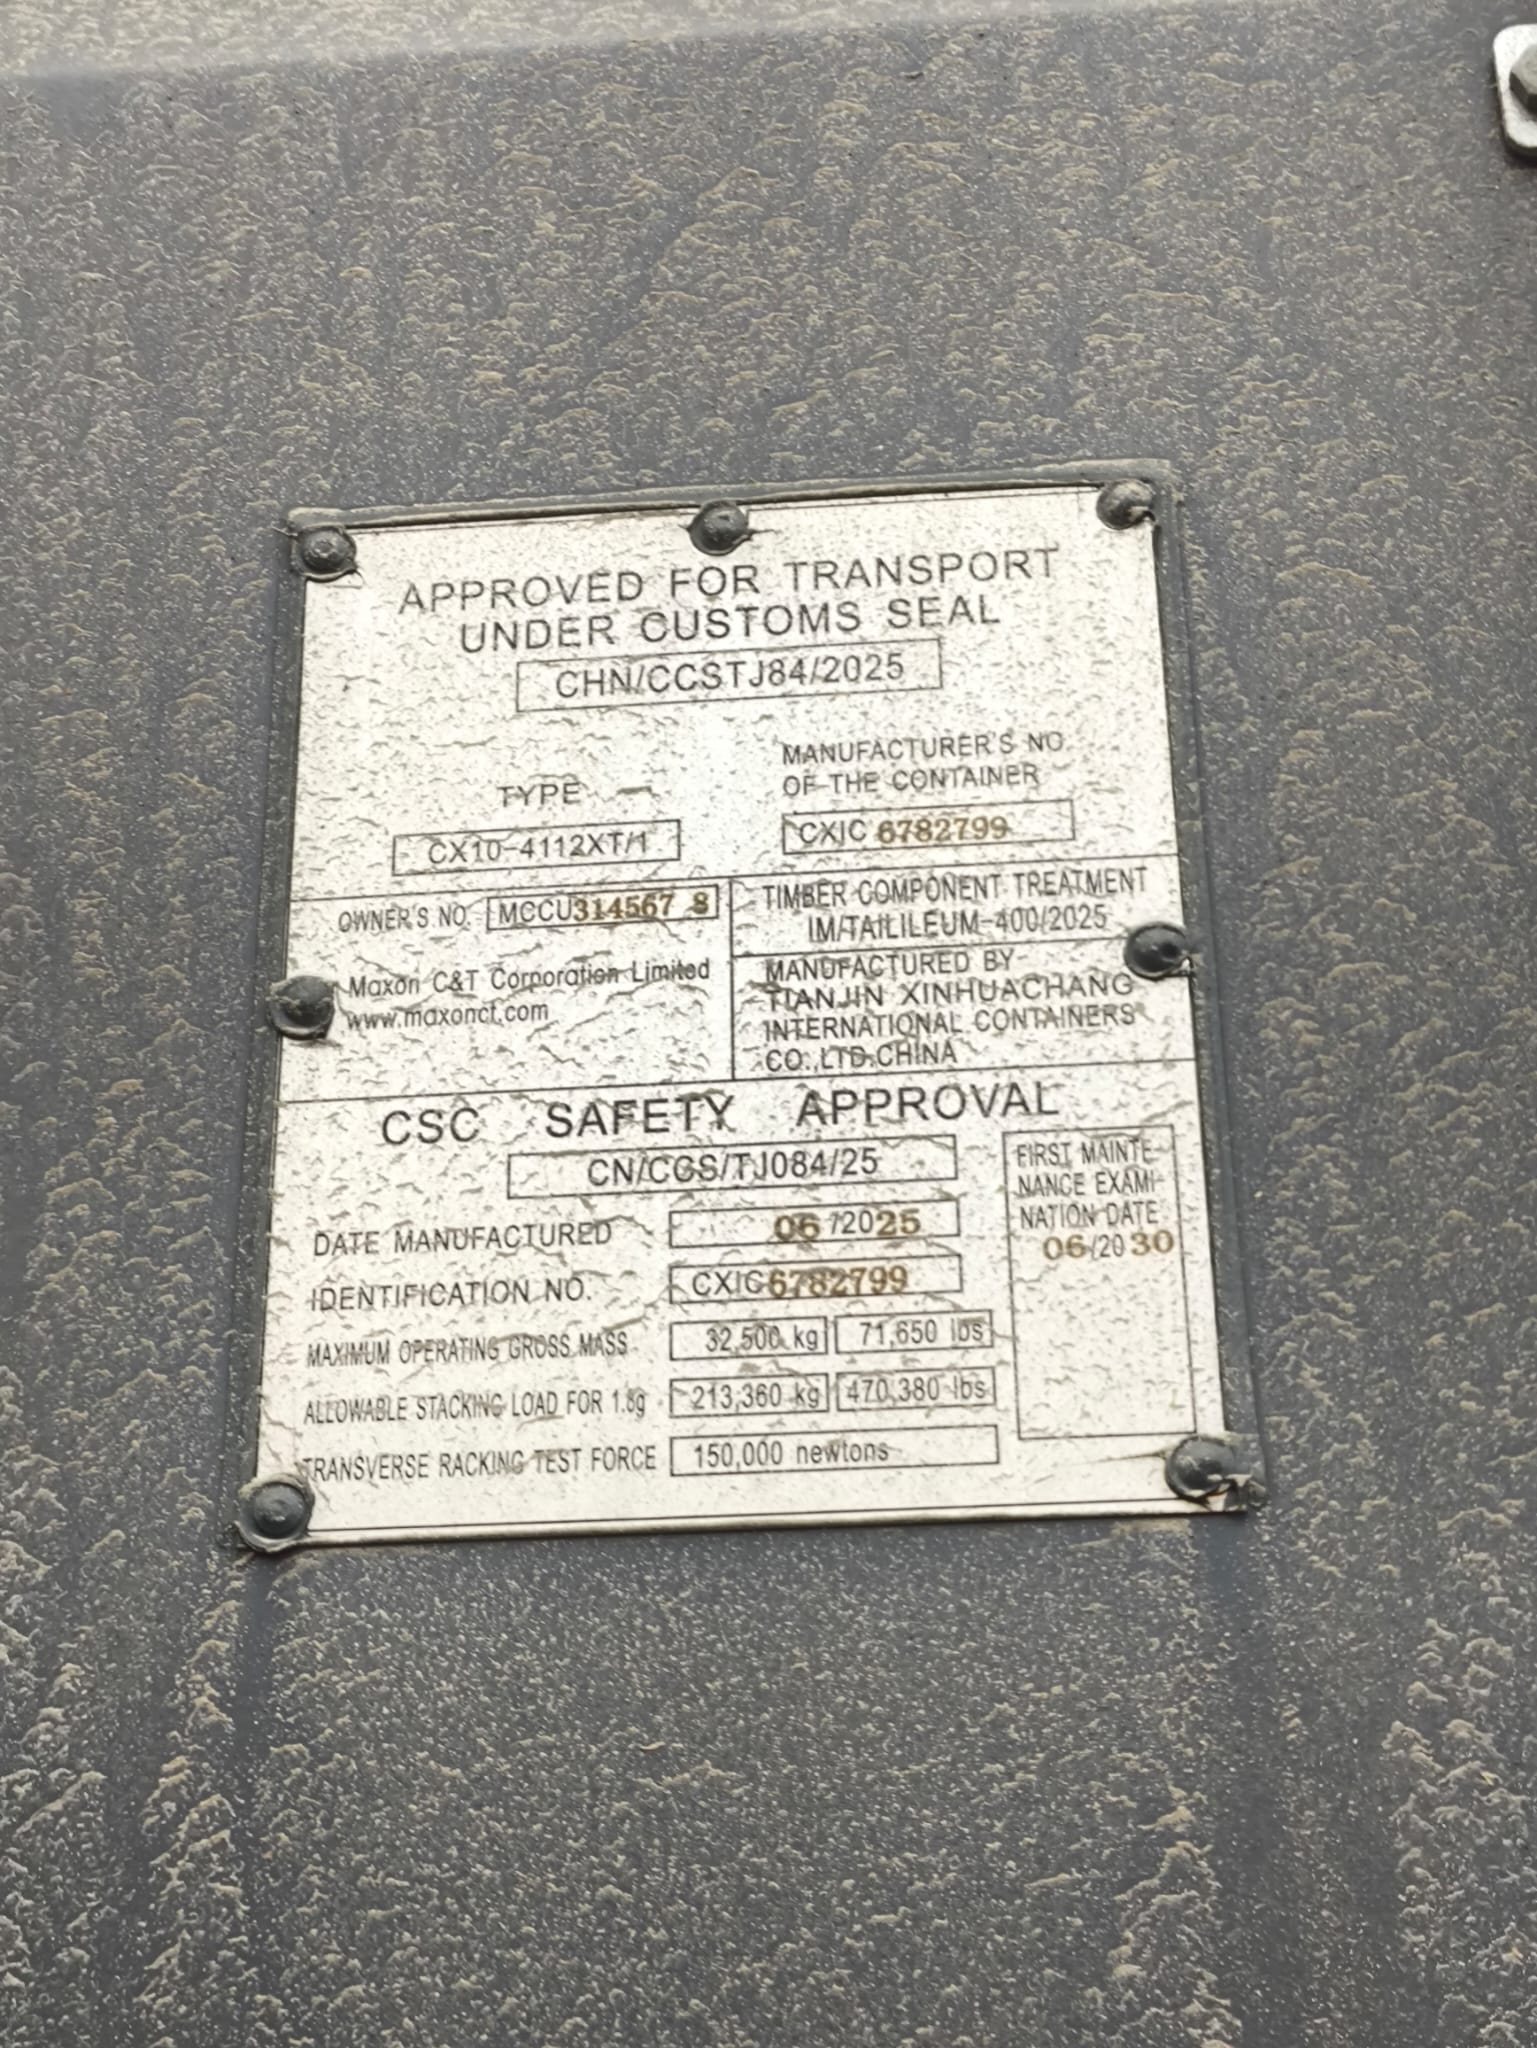 APPROVED FOR TRANSPORT
UNDER CUSTOMS SEAL
CHN/CCSTJ84/2025
TYPE
CX10-4112XT/1
MANUFACTURER'S NO
OF THE CONTAINER
CXIC 6782799
OWNER'S NO. MCCU314567 8
Maxon C&T Corporation Limited
www.maxonct.com
TIMBER COMPONENT TREATMENT
IM/TAILILEUM-400/2025
MANUFACTURED BY
TIANJIN XINHUACHANG
INTERNATIONAL CONTAINERS
CO.,LTD.CHINA
CSC SAFETY APPROVAL
CN/CCS/TJ084/25
DATE MANUFACTURED 06/2025
IDENTIFICATION NO. CXIC6782799
MAXIMUM OPERATING GROSS MASS 32,500 kg 71,650 lbs
ALLOWABLE STACKING LOAD FOR 1.8g 213,360 kg 470,380 lbs
TRANSVERSE RACKING TEST FORCE 150,000 newtons
FIRST MAINTE-
NANCE EXAMI-
NATION DATE
06/2030